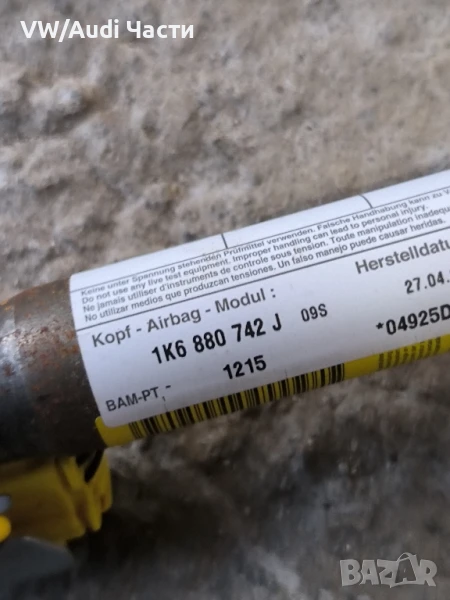 VW/Audi Части
Keine unter Spannung stehenden Prüfmittel verwenden. Falsche Handhabung kann zu V
Do not use any live test equipment. Improper handling can lead to personal injury.
Ne jamais utiliser d'instruments de controle sous tension. Toute manipulation inadequa
No utilizar medios que produzcan tensiones. Un falso manejo puede causar heridas.
Kopf - Airbag - Modul :
Herstelldatu
1K6 880 742 J 09S
27.04.
1215
*04925D
BAM-PT.-
BAZAR